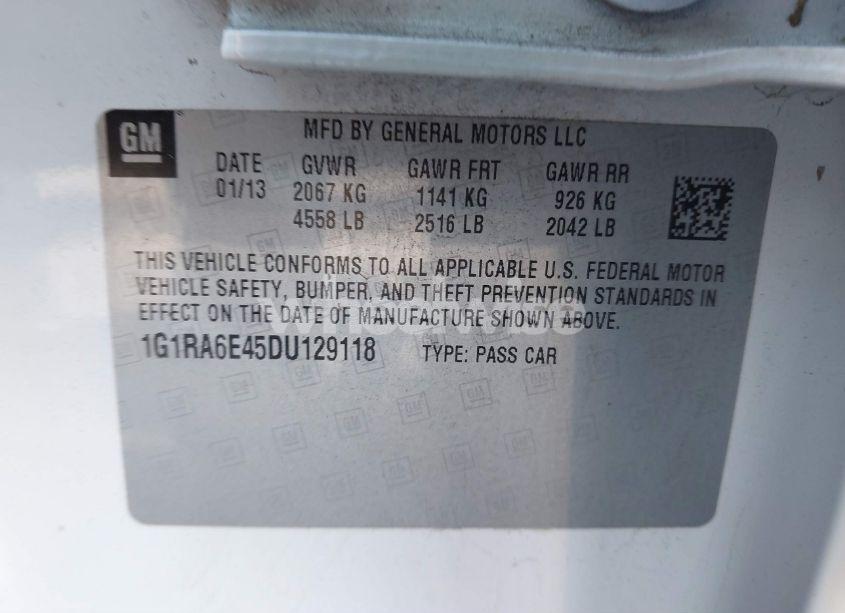 GM
MFD BY GENERAL MOTORS LLC
DATE GVWR GAWR FRT GAWR RR
01/13 2067 KG 1141 KG 926 KG
4558 LB 2516 LB 2042 LB
THIS VEHICLE CONFORMS TO ALL APPLICABLE U.S. FEDERAL MOTOR
VEHICLE SAFETY, BUMPER, AND THEFT PREVENTION STANDARDS IN
EFFECT ON THE DATE OF MANUFACTURE SHOWN ABOVE.
1G1RA6E45DU129118 TYPE: PASS CAR